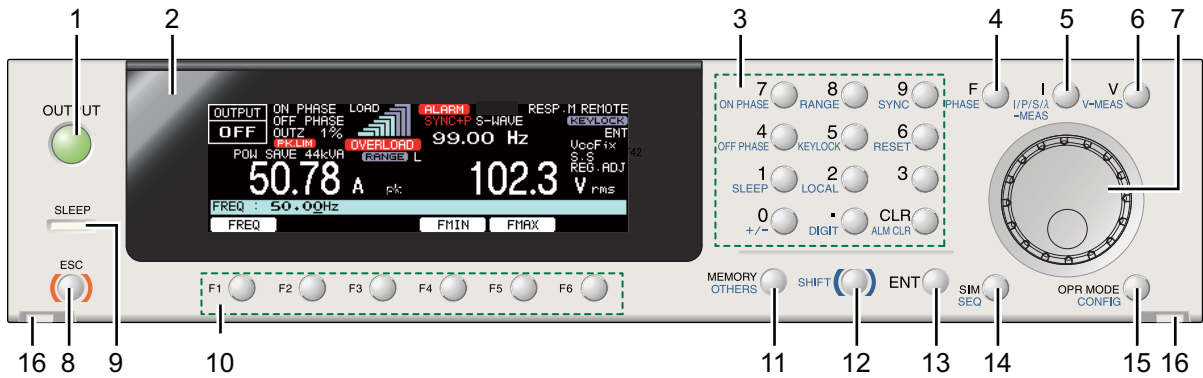 1 2 3 4 5 6 7
OUTPUT
OUTPUT ON PHASE LOAD ALARM RESP.M REMOTE
OFF OFF PHASE SYNC+P S-WAVE KEYLOCK
OUTZ 1% 99.00 Hz ENT
PK.LIM OVERLOAD VccFix
POW SAVE 44kVA RANGE L S.S 42
REG.ADJ
50.78 A pk 102.3 V rms
FREQ : 50.00Hz
FREQ FMIN FMAX
7 8 9
ON PHASE RANGE SYNC
4 5 6
OFF PHASE KEYLOCK RESET
1 2 3
SLEEP LOCAL
0 . CLR
+/- DIGIT ALM CLR
F I V
PHASE I/P/S/λ V-MEAS
-MEAS
SLEEP
ESC
F1 F2 F3 F4 F5 F6
MEMORY SHIFT ENT SIM OPR MODE
OTHERS SEQ CONFIG
16 8 9 10 11 12 13 14 15 16